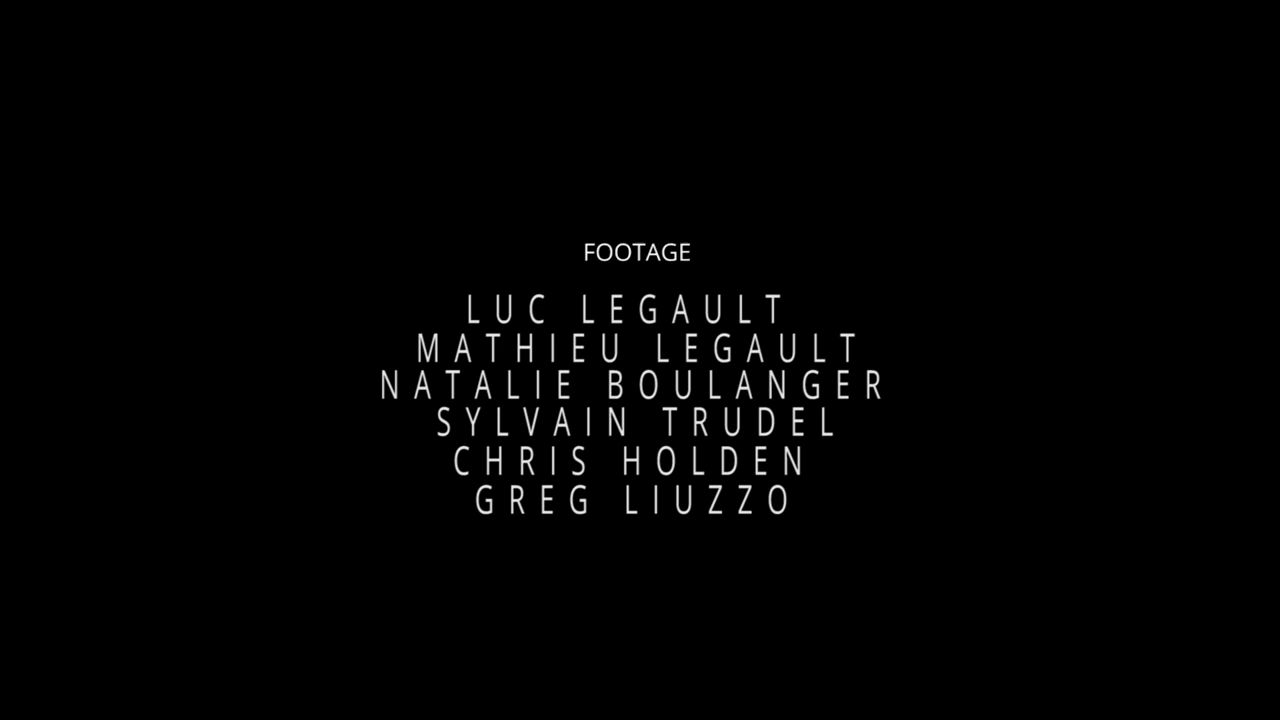 FOOTAGE
LUC LEGAULT
MATHIEU LEGAULT
NATALIE BOULANGER
SYLVAIN TRUDEL
CHRIS HOLDEN
GREG LIUZZO